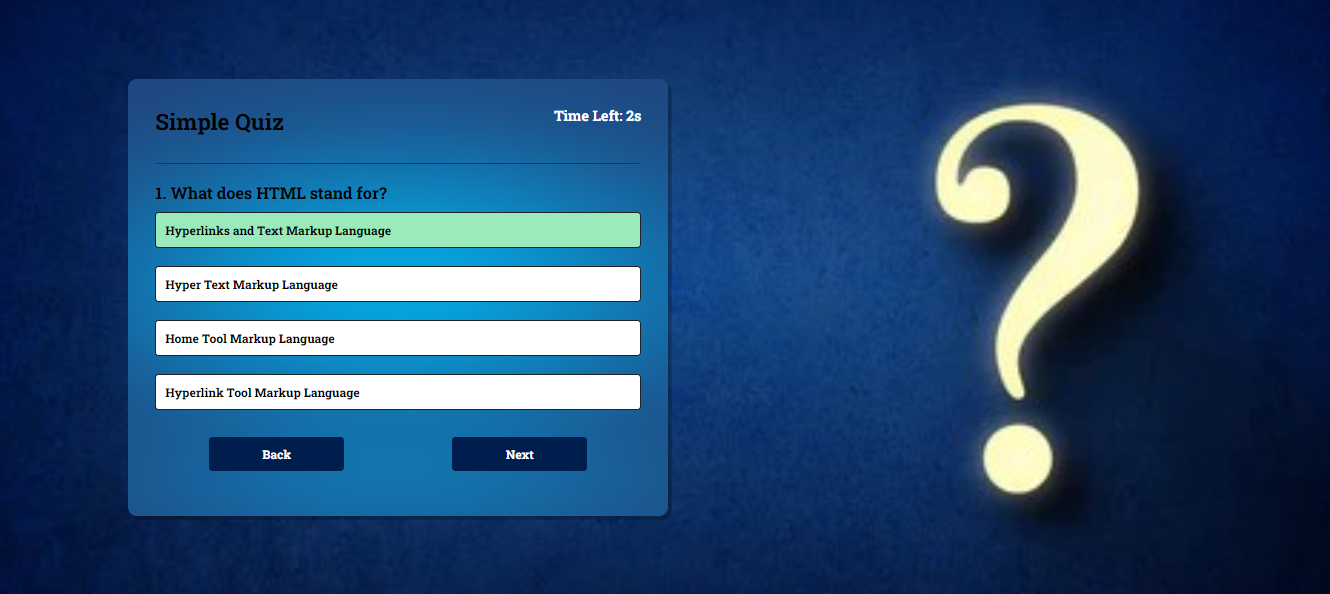 Simple Quiz
Time Left: 2s
1. What does HTML stand for?
Hyperlinks and Text Markup Language
Hyper Text Markup Language
Home Tool Markup Language
Hyperlink Tool Markup Language
Back
Next
?